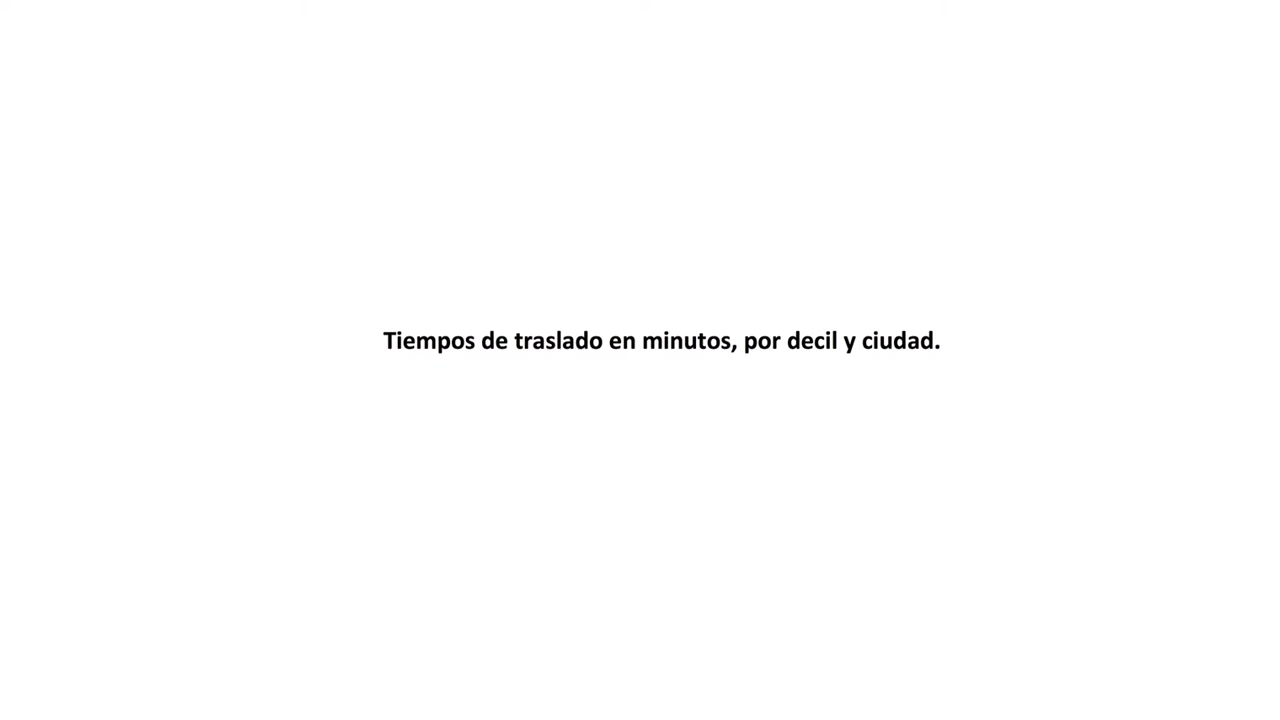 Tiempos de traslado en minutos, por decil y ciudad.